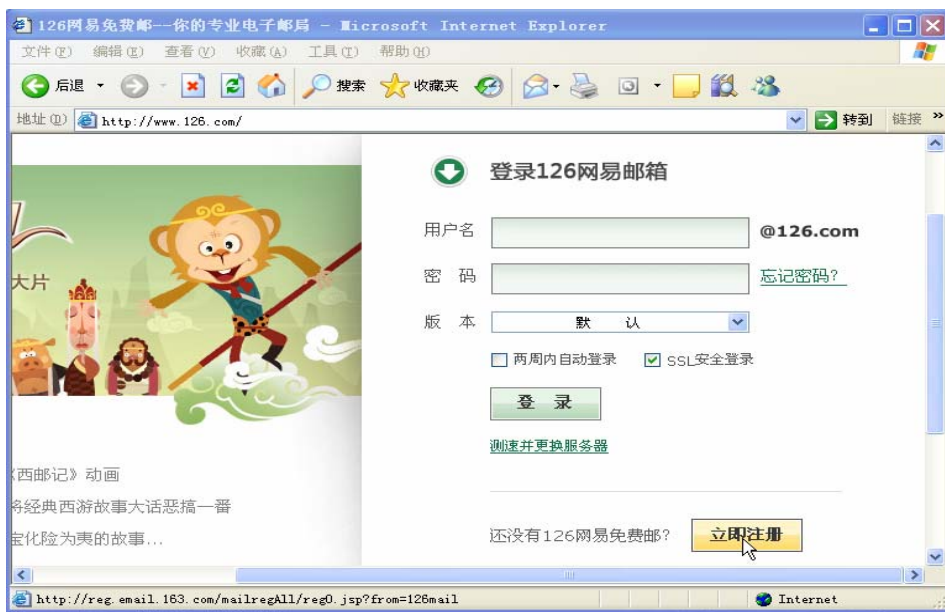 126网易免费邮--你的专业电子邮局 - Microsoft Internet Explorer
文件(F) 编辑(E) 查看(V) 收藏(A) 工具(T) 帮助(H)
后退 搜索 收藏夹
地址(D) http://www.126.com/ 转到 链接 »
登录126网易邮箱
用户名 @126.com
大片
密 码 忘记密码?
版 本 默 认
两周内自动登录 SSL安全登录
登 录
测速并更换服务器
《西邮记》动画
将经典西游故事大话恶搞一番
宝化险为夷的故事...
还没有126网易免费邮? 立即注册
http://reg.email.163.com/mailregAll/reg0.jsp?from=126mail Internet